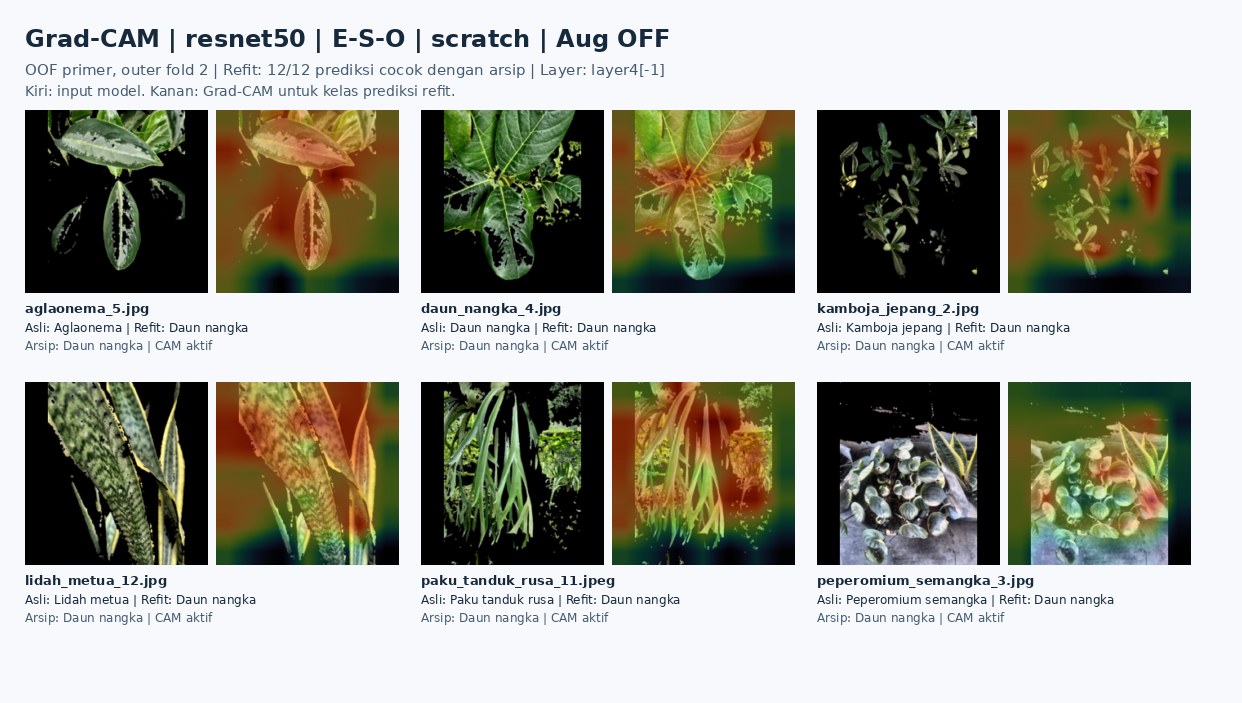 Grad-CAM | resnet50 | E-S-O | scratch | Aug OFF
OOF primer, outer fold 2 | Refit: 12/12 prediksi cocok dengan arsip | Layer: layer4[-1]
Kiri: input model. Kanan: Grad-CAM untuk kelas prediksi refit.
aglaonema_5.jpg
Asli: Aglaonema | Refit: Daun nangka
Arsip: Daun nangka | CAM aktif
daun_nangka_4.jpg
Asli: Daun nangka | Refit: Daun nangka
Arsip: Daun nangka | CAM aktif
kamboja_jepang_2.jpg
Asli: Kamboja jepang | Refit: Daun nangka
Arsip: Daun nangka | CAM aktif
lidah_metua_12.jpg
Asli: Lidah metua | Refit: Daun nangka
Arsip: Daun nangka | CAM aktif
paku_tanduk_rusa_11.jpeg
Asli: Paku tanduk rusa | Refit: Daun nangka
Arsip: Daun nangka | CAM aktif
peperomium_semangka_3.jpg
Asli: Peperomium semangka | Refit: Daun nangka
Arsip: Daun nangka | CAM aktif